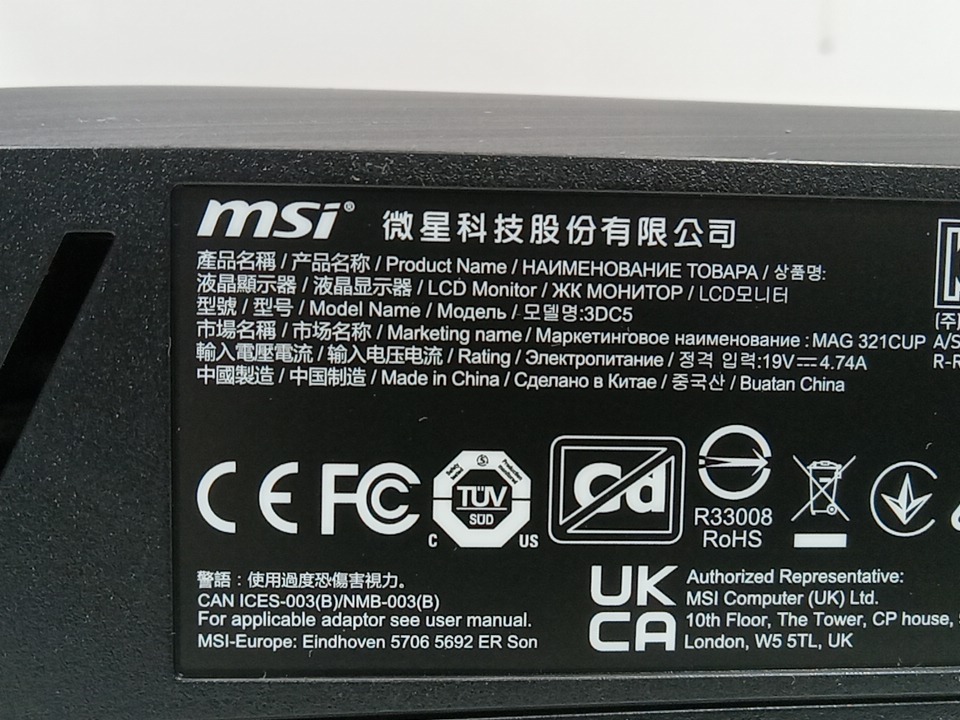 msi® 微星科技股份有限公司
產品名稱 / 产品名称 / Product Name / НАИМЕНОВАНИЕ ТОВАРА / 상품명:
液晶顯示器 / 液晶显示器 / LCD Monitor / ЖК МОНИТОР / LCD모니터
型號 / 型号 / Model Name / Модель / 모델명:3DC5
市場名稱 / 市场名称 / Marketing name / Маркетинговое наименование : MAG 321CUP
輸入電壓電流 / 输入电压电流 / Rating / Электропитание / 정격 입력:19V⎓4.74A
中國製造 / 中国制造 / Made in China / Сделано в Китае / 중국산 / Buatan China
(주)
A/S
R-R
CE FC
TÜV
SÜD
C US
Cd
R33008
RoHS
警語：使用過度恐傷害視力。
CAN ICES-003(B)/NMB-003(B)
For applicable adaptor see user manual.
MSI-Europe: Eindhoven 5706 5692 ER Son
UK
CA
Authorized Representative:
MSI Computer (UK) Ltd.
10th Floor, The Tower, CP house,
London, W5 5TL, UK